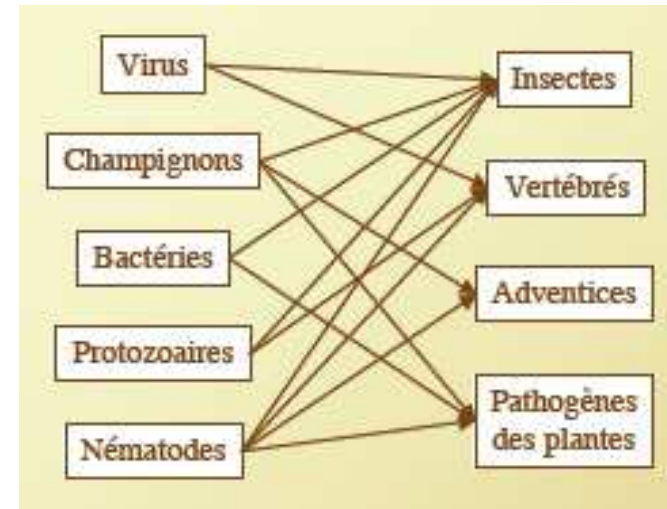 Virus
Champignons
Bactéries
Protozoaires
Nématodes
Insectes
Vertébrés
Adventices
Pathogènes
des plantes